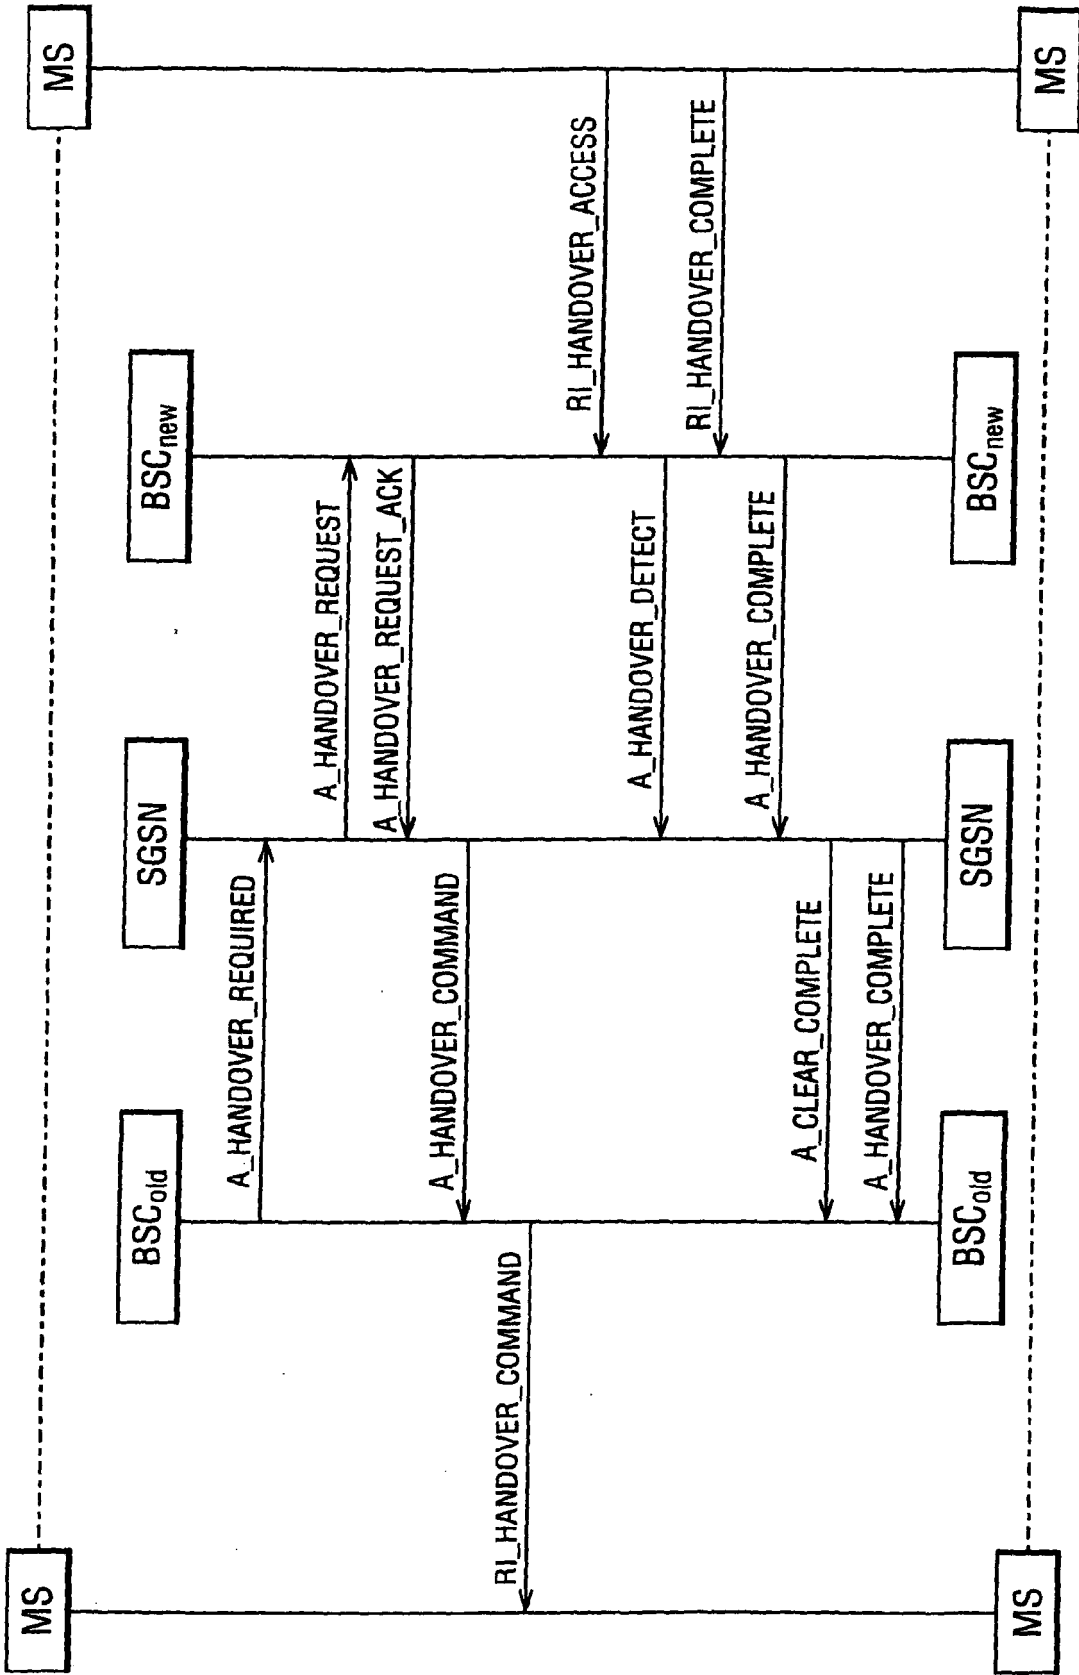 MS
BSCold
SGSN
BSCnew
MS
A_HANDOVER_REQUIRED
A_HANDOVER_REQUEST
A_HANDOVER_REQUEST_ACK
A_HANDOVER_COMMAND
RI_HANDOVER_COMMAND
RI_HANDOVER_ACCESS
A_HANDOVER_DETECT
RI_HANDOVER_COMPLETE
A_HANDOVER_COMPLETE
A_CLEAR_COMPLETE
A_HANDOVER_COMPLETE
MS
BSCold
SGSN
BSCnew
MS